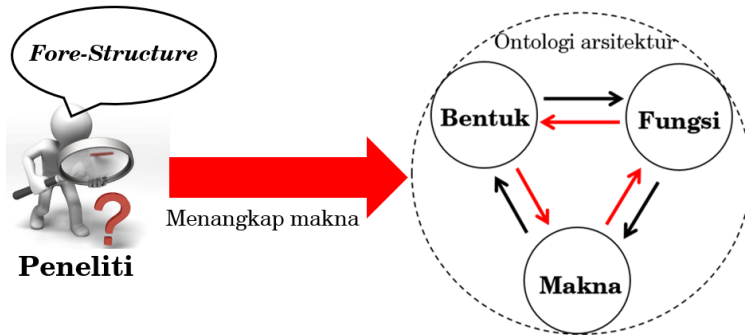 Fore-Structure
Peneliti
Menangkap makna
Ontologi arsitektur
Bentuk
Fungsi
Makna